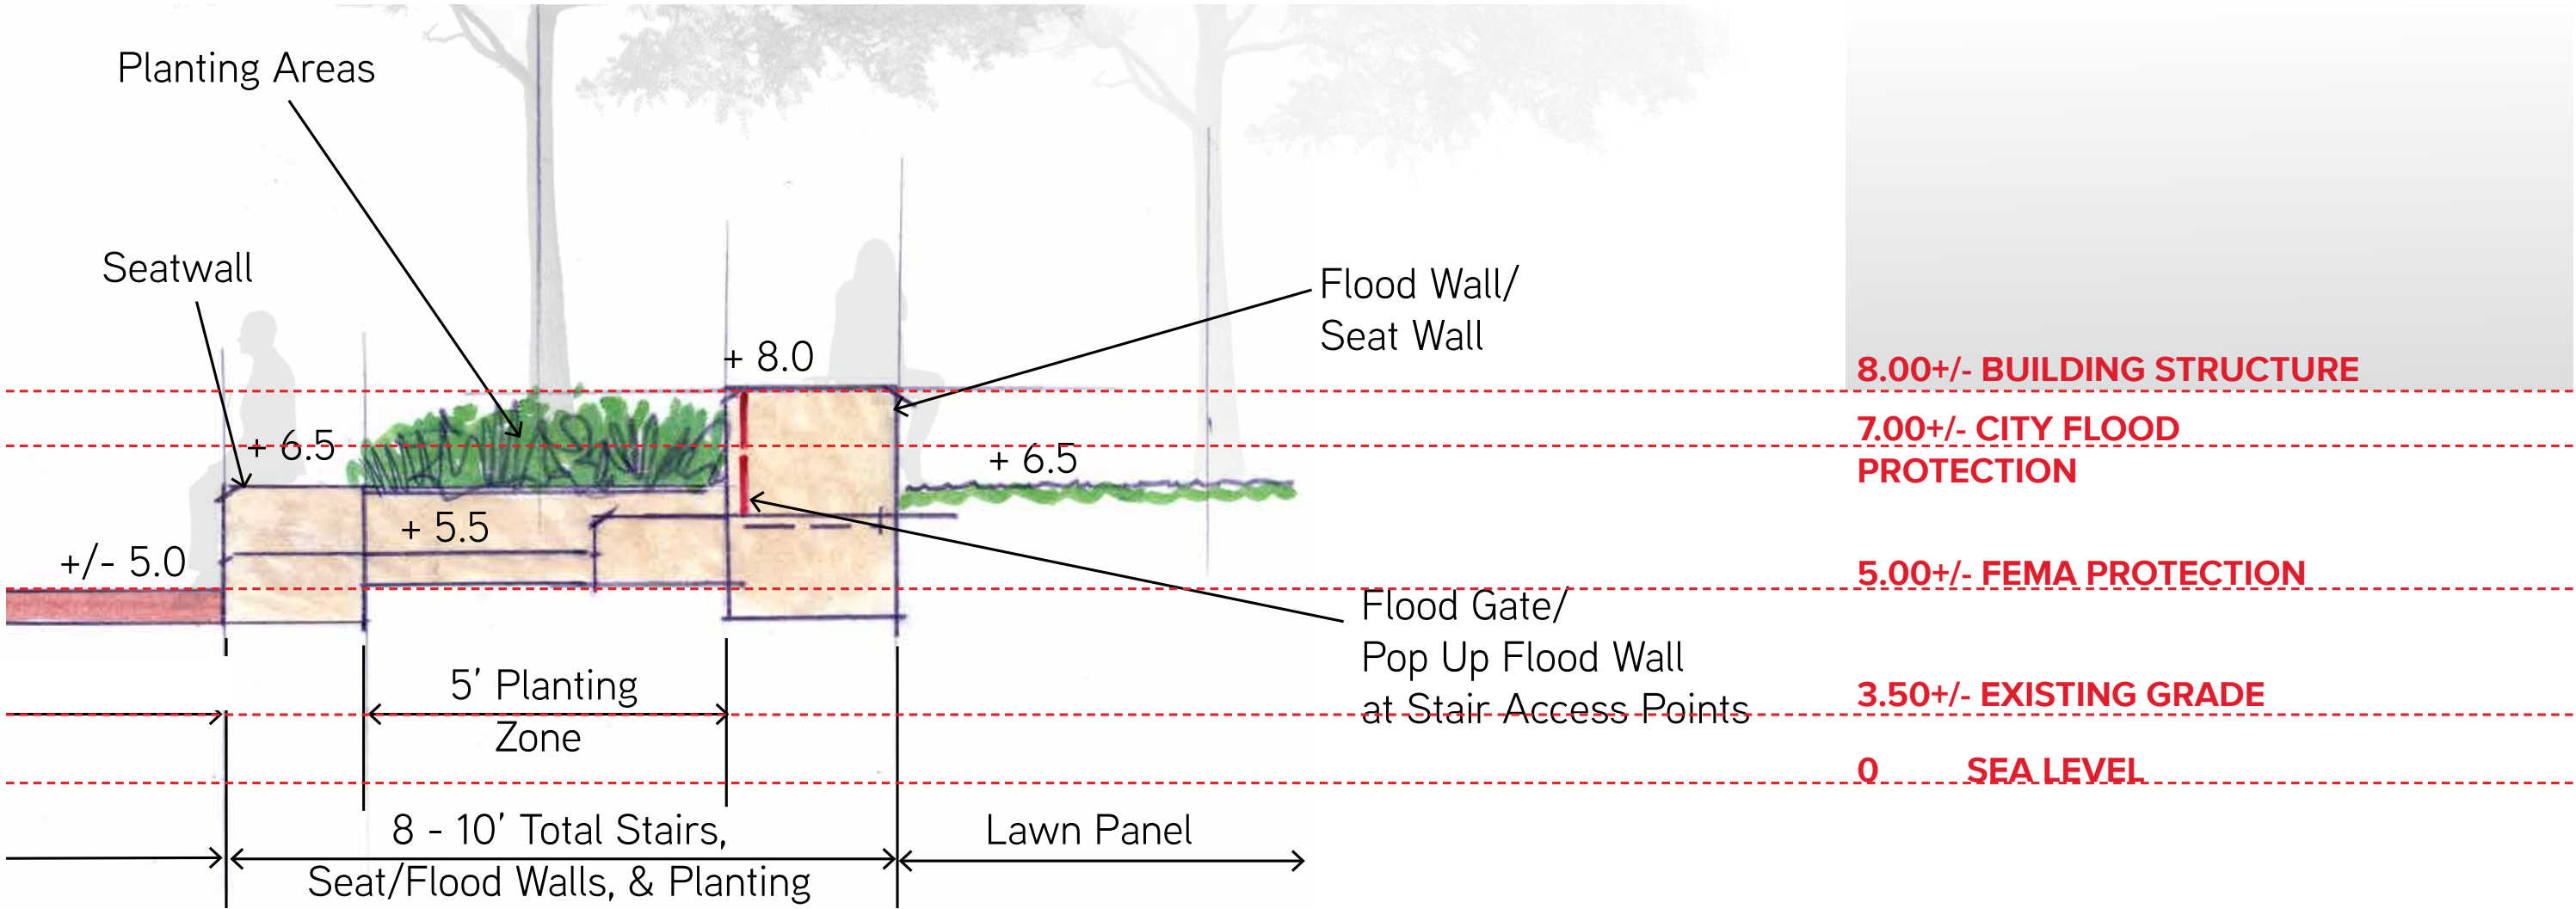 Planting Areas
Seatwall
Flood Wall/
Seat Wall
+ 8.0
8.00+/- BUILDING STRUCTURE
7.00+/- CITY FLOOD
PROTECTION
+ 6.5
+ 6.5
+ 5.5
+/- 5.0
5.00+/- FEMA PROTECTION
Flood Gate/
Pop Up Flood Wall
at Stair Access Points
5’ Planting
Zone
3.50+/- EXISTING GRADE
0 SEA LEVEL
8 - 10’ Total Stairs,
Seat/Flood Walls, & Planting
Lawn Panel